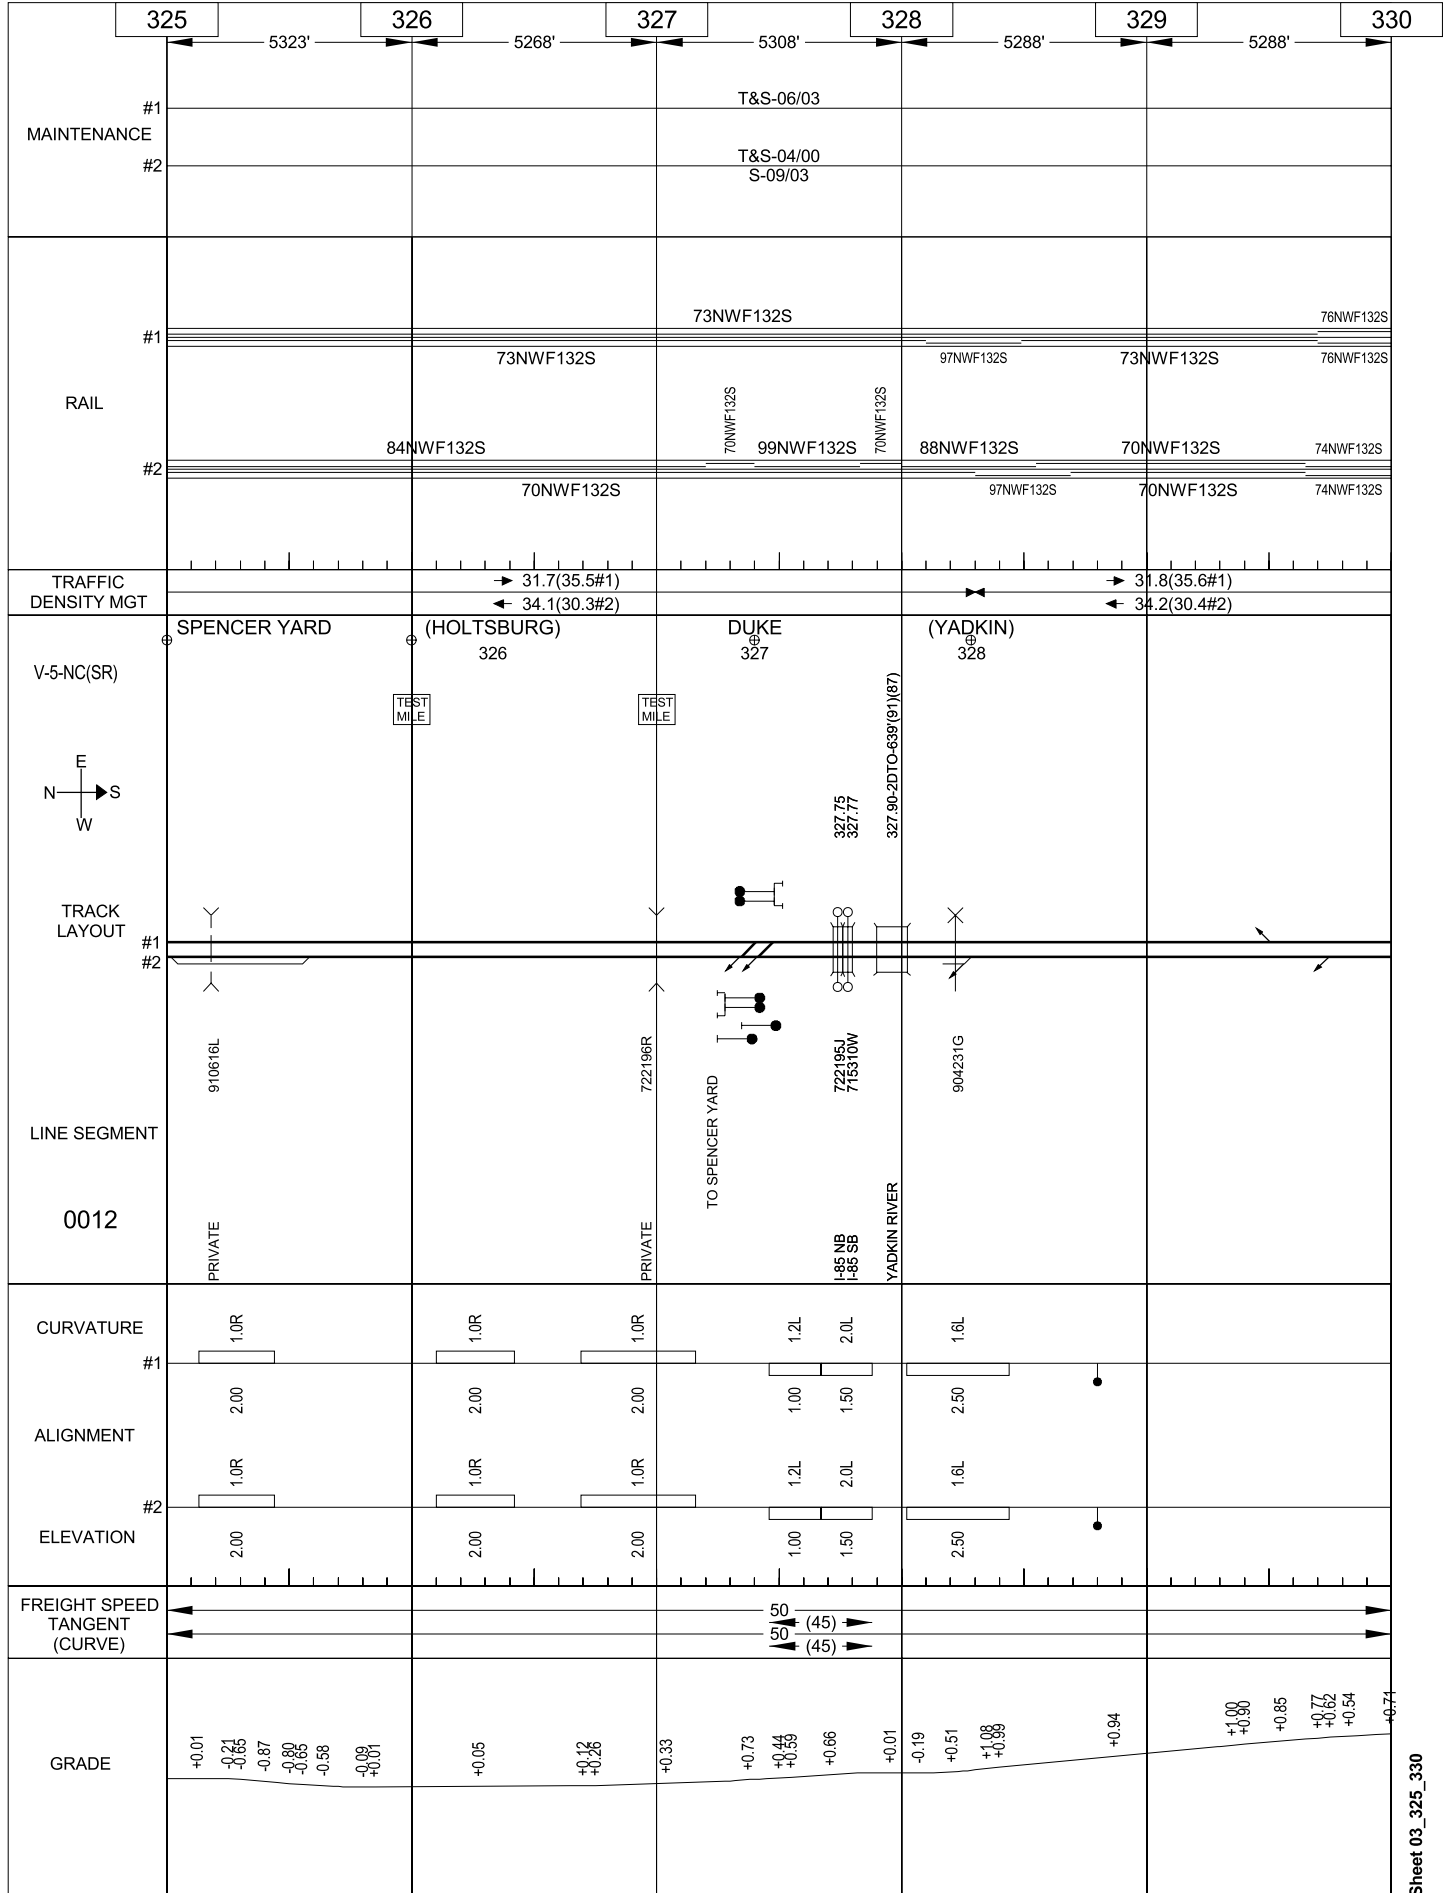 325 326 327 328 329 330
5323' 5268' 5308' 5288' 5288'
#1 T&S-06/03
MAINTENANCE
#2 T&S-04/00
S-09/03
73NWF132S 76NWF132S
#1
73NWF132S 97NWF132S 73NWF132S 76NWF132S
RAIL
70NWF132S 70NWF132S
84NWF132S 99NWF132S 88NWF132S 70NWF132S 74NWF132S
#2
70NWF132S 97NWF132S 70NWF132S 74NWF132S
TRAFFIC
DENSITY MGT
31.7(35.5#1) 31.8(35.6#1)
34.1(30.3#2) 34.2(30.4#2)
SPENCER YARD (HOLTSBURG) DUKE (YADKIN)
326 327 328
V-5-NC(SR)
TEST
MILE
TEST
MILE
E
N S
W
327.75
327.77
327.90-2DTO-639'(91)(87)
TRACK
LAYOUT
#1
#2
910616L
722196R
722195J
715310W
904231G
TO SPENCER YARD
LINE SEGMENT
0012
PRIVATE
PRIVATE
I-85 NB
I-85 SB
YADKIN RIVER
CURVATURE
1.0R 1.0R 1.0R 1.2L 2.0L 1.6L
#1
2.00 2.00 2.00 1.00 1.50 2.50
ALIGNMENT
1.0R 1.0R 1.0R 1.2L 2.0L 1.6L
#2
ELEVATION
2.00 2.00 2.00 1.00 1.50 2.50
FREIGHT SPEED
TANGENT
(CURVE)
50
(45)
50
(45)
GRADE
+0.01 -0.21 -0.65 -0.87 -0.80 -0.65 -0.58 -0.09 +0.01 +0.05 +0.12 +0.26 +0.33 +0.73 +0.44 +0.59 +0.66 +0.01 -0.19 +0.51 +1.08 +0.99 +0.94 +1.00 +0.90 +0.85 +0.77 +0.62 +0.54 +0.71
Sheet 03_325_330